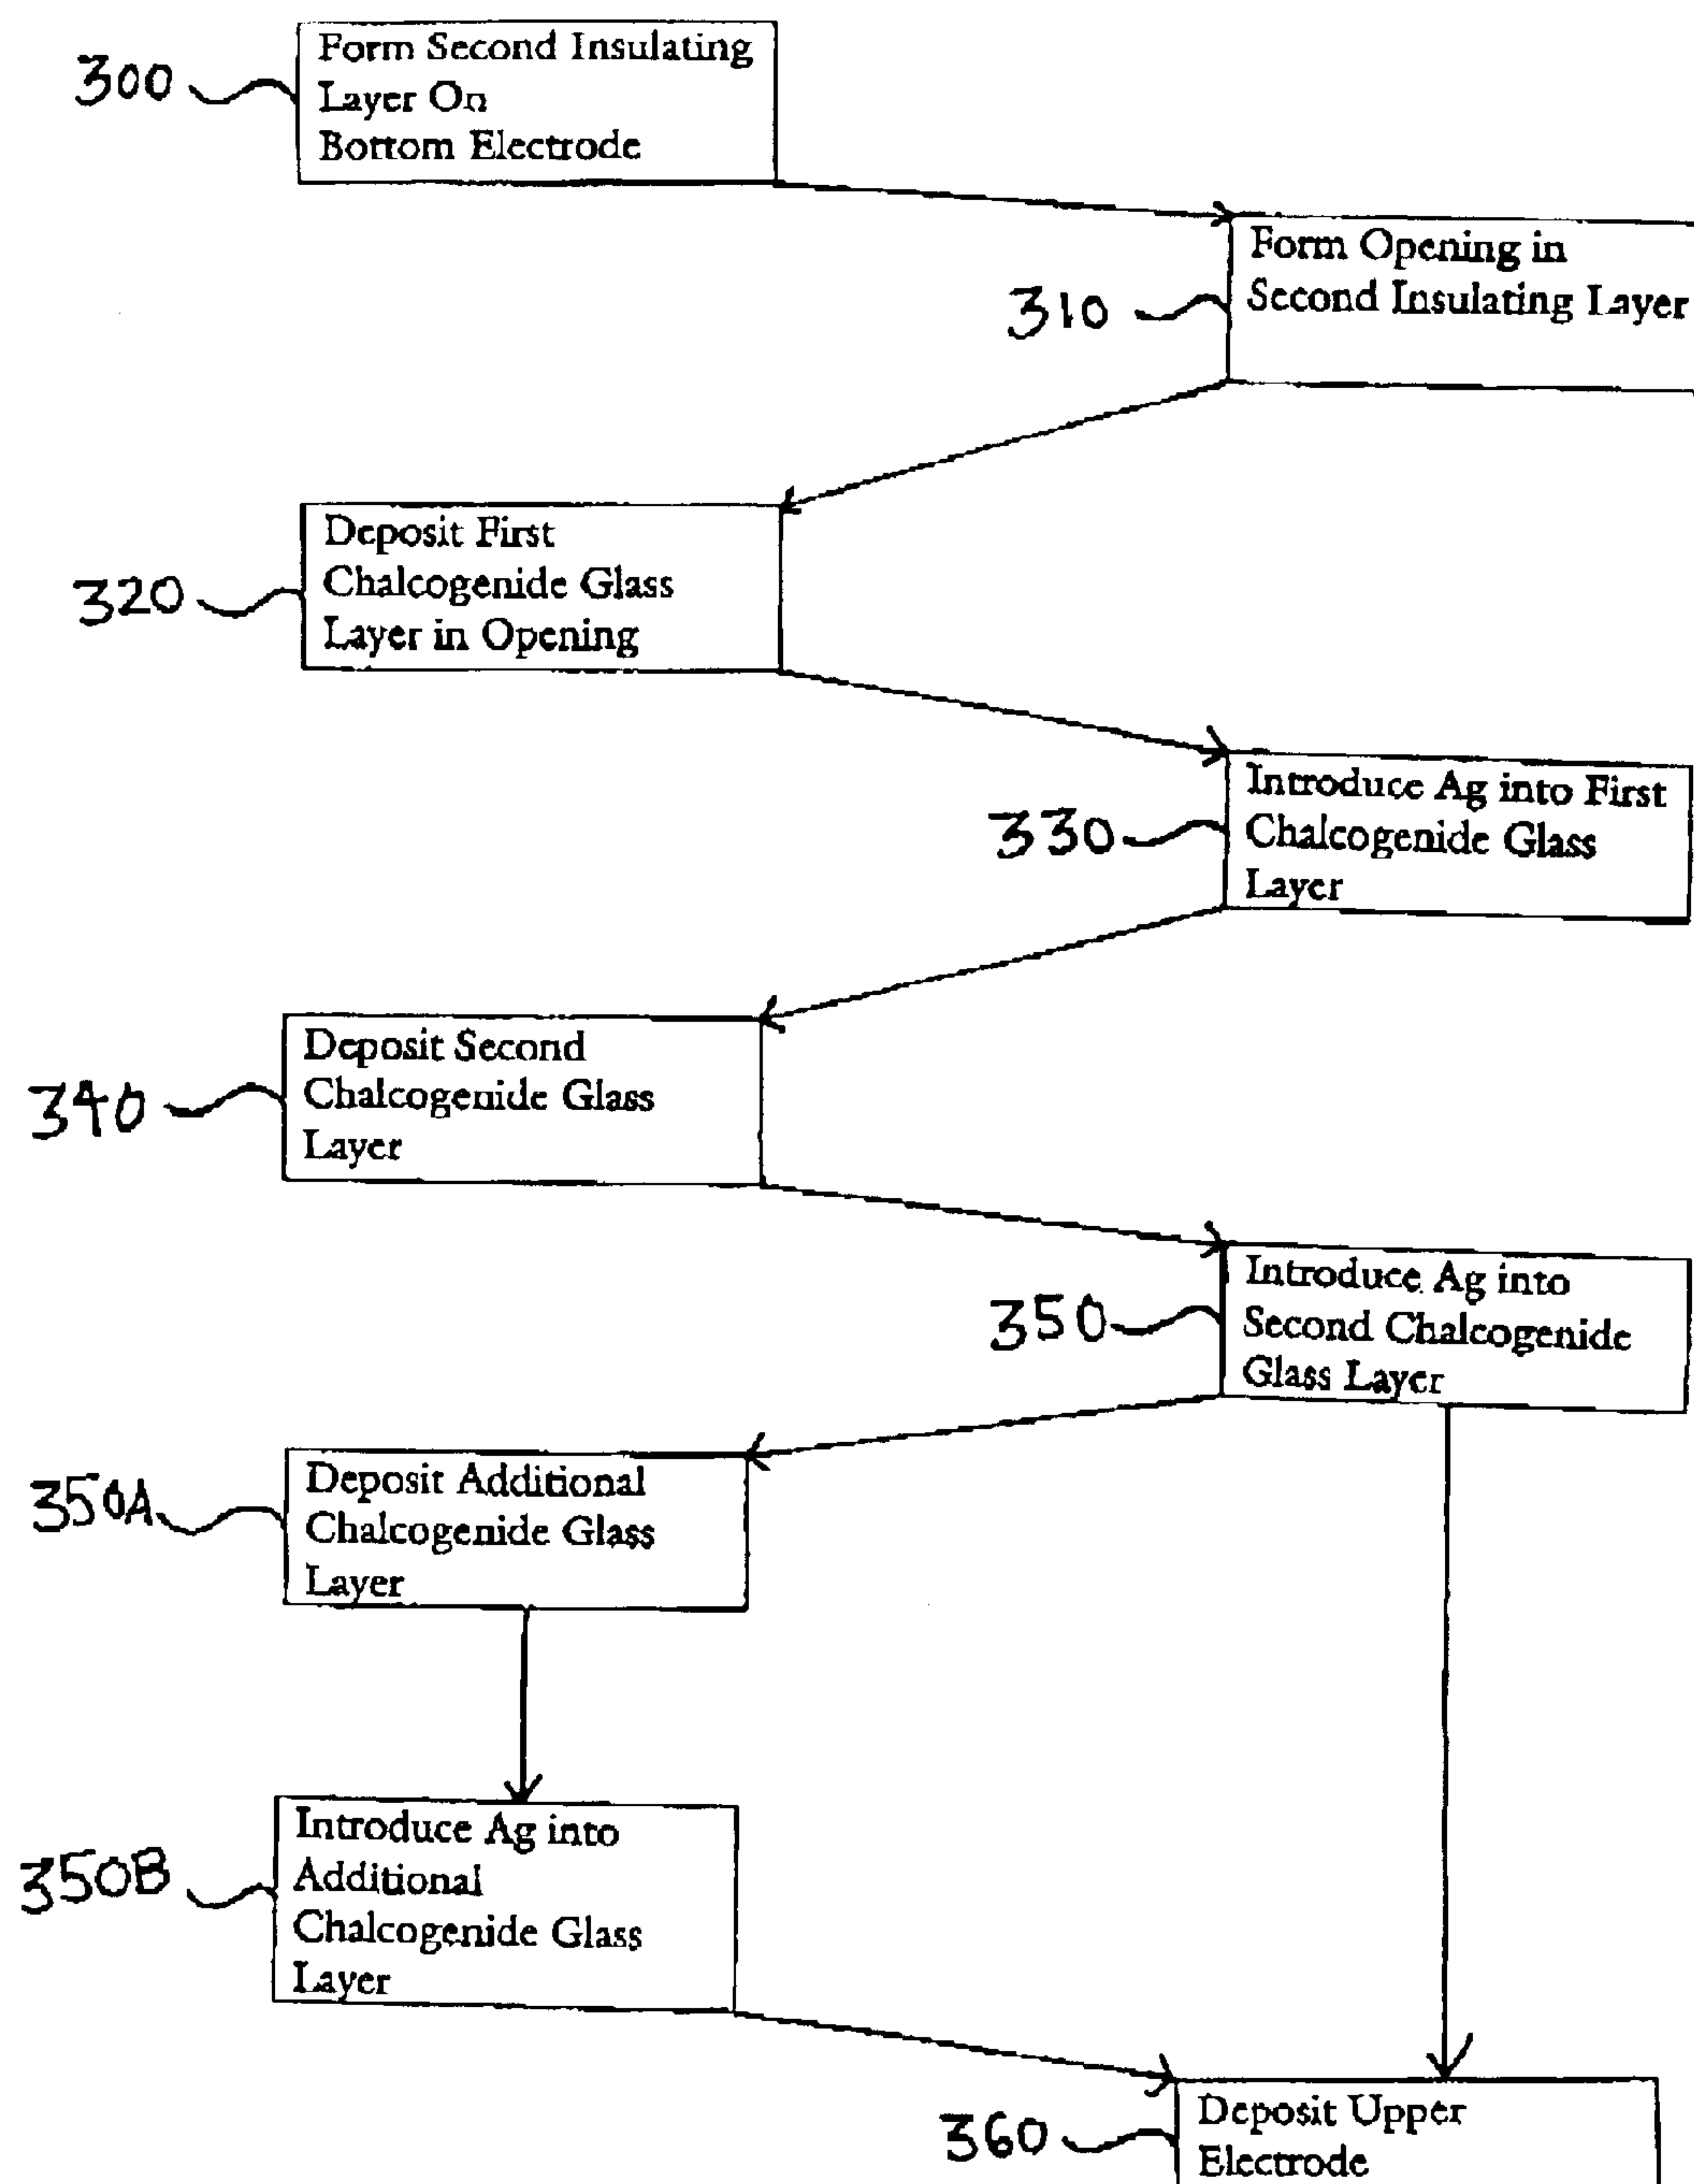 300
Form Second Insulating
Layer On
Bottom Electrode
310
Form Opening in
Second Insulating Layer
320
Deposit First
Chalcogenide Glass
Layer in Opening
330
Introduce Ag into First
Chalcogenide Glass
Layer
340
Deposit Second
Chalcogenide Glass
Layer
350
Introduce Ag into
Second Chalcogenide
Glass Layer
350A
Deposit Additional
Chalcogenide Glass
Layer
350B
Introduce Ag into
Additional
Chalcogenide Glass
Layer
360
Deposit Upper
Electrode